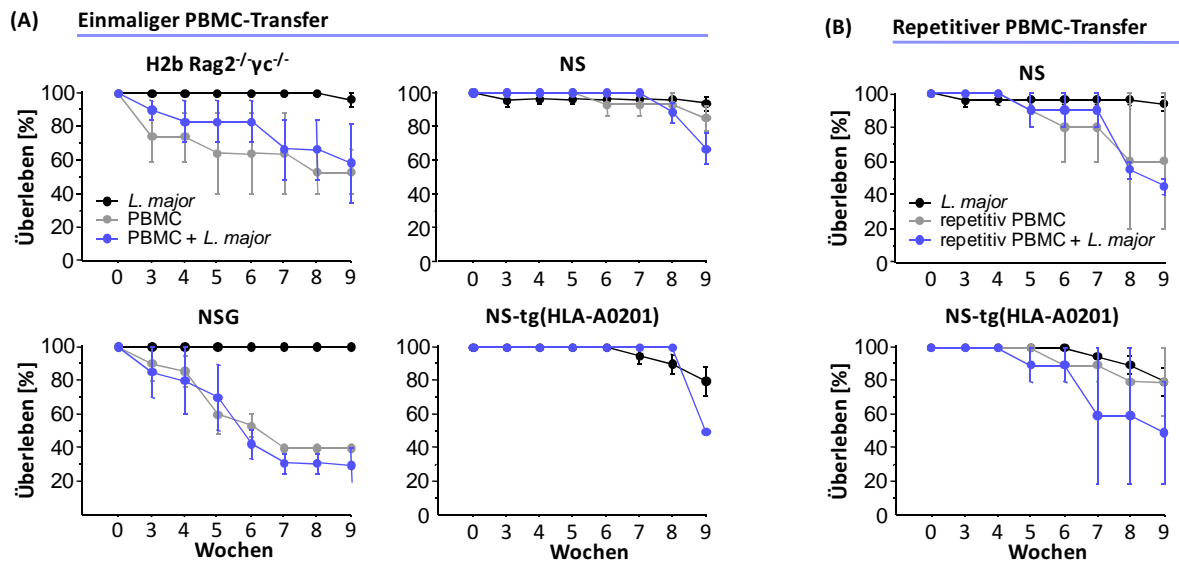 (A) Einmaliger PBMC-Transfer
H2b Rag2-/-γc-/-
Überleben [%]
100
80
60
40
20
0
L. major
PBMC
PBMC + L. major
0 3 4 5 6 7 8 9
NS
100
80
60
40
20
0
0 3 4 5 6 7 8 9
NSG
Überleben [%]
100
80
60
40
20
0 3 4 5 6 7 8 9
NS-tg(HLA-A0201)
100
80
60
40
20
0
0 3 4 5 6 7 8 9
Wochen
(B) Repetitiver PBMC-Transfer
NS
Überleben [%]
100
80
60
40
20
0
L. major
repetitiv PBMC
repetitiv PBMC + L. major
0 3 4 5 6 7 8 9
NS-tg(HLA-A0201)
Überleben [%]
100
80
60
40
20
0
0 3 4 5 6 7 8 9
Wochen